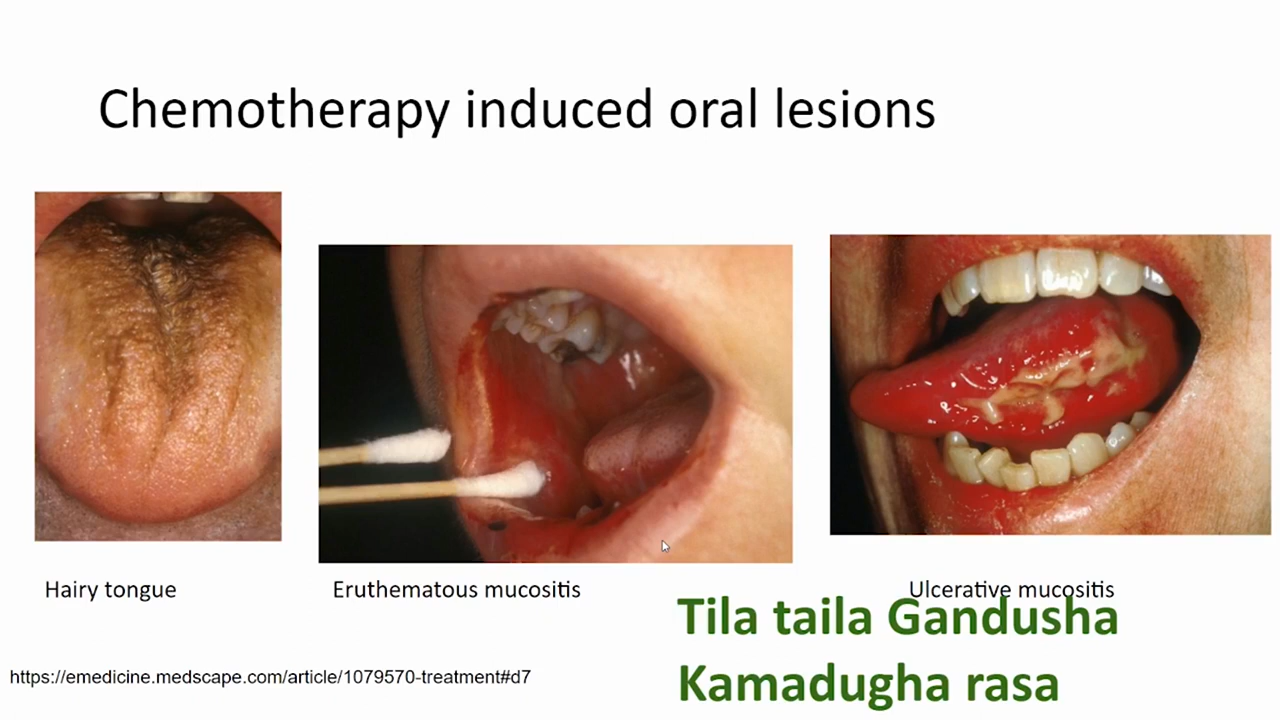 Chemotherapy induced oral lesions
Hairy tongue
Eruthematous mucositis
Ulcerative mucositis
Tila taila Gandusha
Kamadugha rasa
https://emedicine.medscape.com/article/1079570-treatment#d7